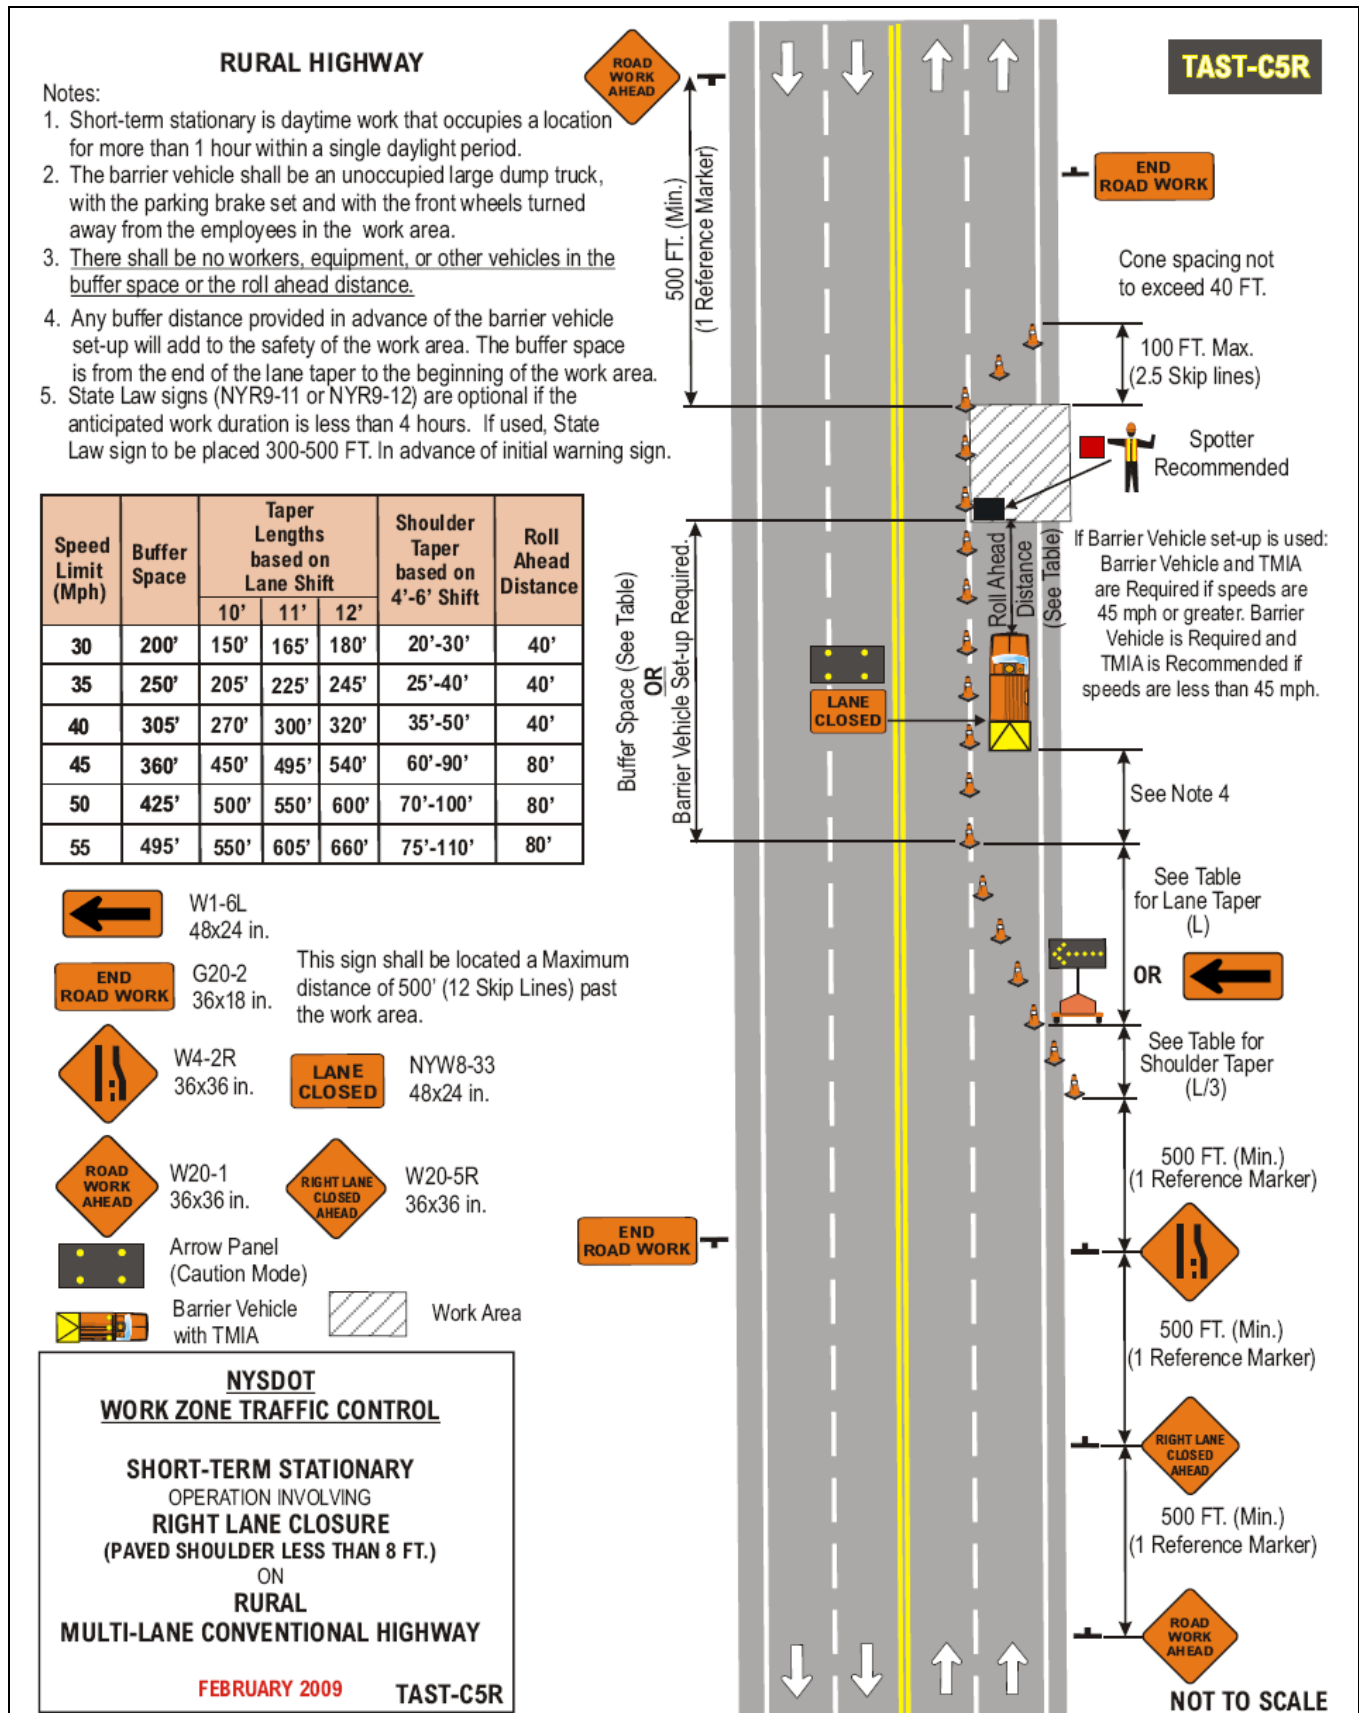 RURAL HIGHWAY
TAST-C5R
Notes:
1. Short-term stationary is daytime work that occupies a location
for more than 1 hour within a single daylight period.
2. The barrier vehicle shall be an unoccupied large dump truck,
with the parking brake set and with the front wheels turned
away from the employees in the work area.
3. There shall be no workers, equipment, or other vehicles in the
buffer space or the roll ahead distance.
4. Any buffer distance provided in advance of the barrier vehicle
set-up will add to the safety of the work area. The buffer space
is from the end of the lane taper to the beginning of the work area.
5. State Law signs (NYR9-11 or NYR9-12) are optional if the
anticipated work duration is less than 4 hours. If used, State
Law sign to be placed 300-500 FT. In advance of initial warning sign.
Speed Limit (Mph) Buffer Space Taper Lengths based on Lane Shift Shoulder Taper based on 4'-6' Shift Roll Ahead Distance
10' 11' 12'
30 200' 150' 165' 180' 20'-30' 40'
35 250' 205' 225' 245' 25'-40' 40'
40 305' 270' 300' 320' 35'-50' 40'
45 360' 450' 495' 540' 60'-90' 80'
50 425' 500' 550' 600' 70'-100' 80'
55 495' 550' 605' 660' 75'-110' 80'
W1-6L
48x24 in.
END
ROAD WORK
G20-2
36x18 in.
This sign shall be located a Maximum
distance of 500' (12 Skip Lines) past
the work area.
W4-2R
36x36 in.
LANE
CLOSED
NYW8-33
48x24 in.
ROAD
WORK
AHEAD
W20-1
36x36 in.
RIGHT LANE
CLOSED
AHEAD
W20-5R
36x36 in.
Arrow Panel
(Caution Mode)
Barrier Vehicle
with TMIA
Work Area
NYSDOT
WORK ZONE TRAFFIC CONTROL
SHORT-TERM STATIONARY
OPERATION INVOLVING
RIGHT LANE CLOSURE
(PAVED SHOULDER LESS THAN 8 FT.)
ON
RURAL
MULTI-LANE CONVENTIONAL HIGHWAY
FEBRUARY 2009
TAST-C5R
ROAD
WORK
AHEAD
500 FT. (Min.)
(1 Reference Marker)
END
ROAD WORK
Cone spacing not
to exceed 40 FT.
100 FT. Max.
(2.5 Skip lines)
Spotter
Recommended
If Barrier Vehicle set-up is used:
Barrier Vehicle and TMIA
are Required if speeds are
45 mph or greater. Barrier
Vehicle is Required and
TMIA is Recommended if
speeds are less than 45 mph.
Roll Ahead
Distance
(See Table)
Buffer Space (See Table)
OR
Barrier Vehicle Set-up Required.
LANE
CLOSED
See Note 4
See Table
for Lane Taper
(L)
OR
See Table for
Shoulder Taper
(L/3)
500 FT. (Min.)
(1 Reference Marker)
END
ROAD WORK
500 FT. (Min.)
(1 Reference Marker)
RIGHT LANE
CLOSED
AHEAD
500 FT. (Min.)
(1 Reference Marker)
ROAD
WORK
AHEAD
NOT TO SCALE